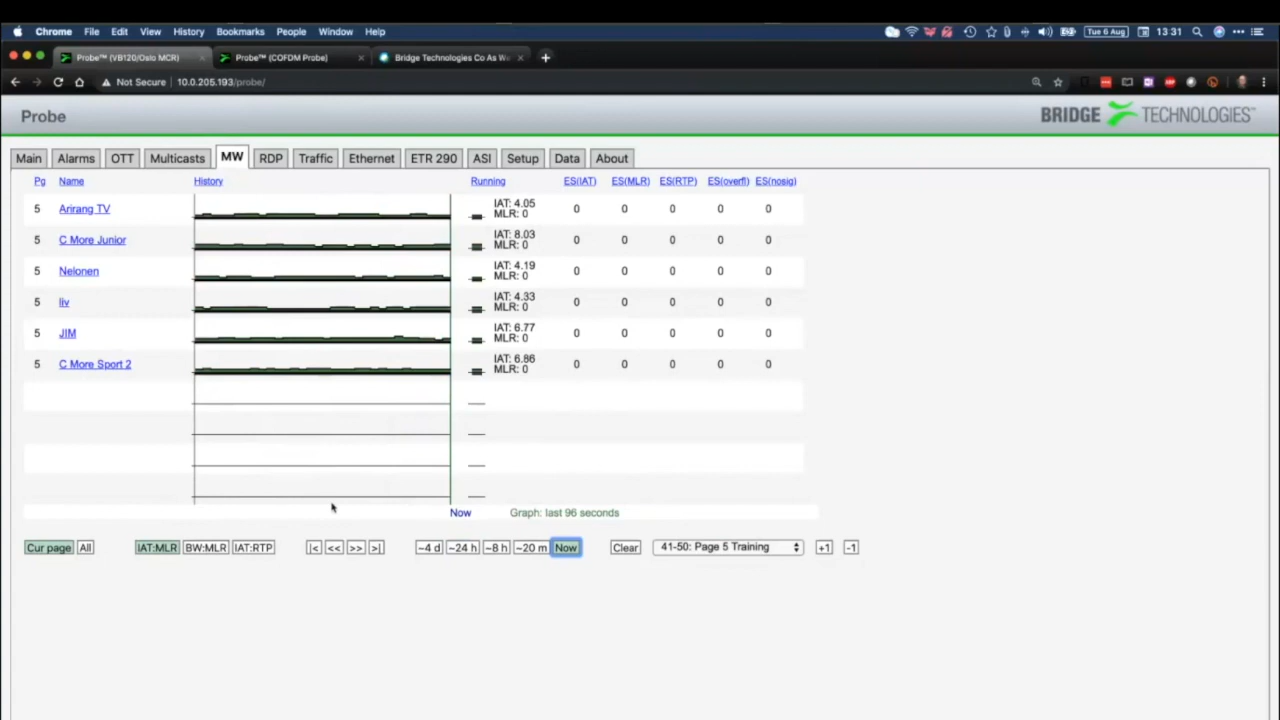 Chrome File Edit View History Bookmarks People Window Help Tue 6 Aug 13 31
Probe™ (VB120/Oslo MCR) Probe™ (COFDM Probe) Bridge Technologies Co As
Not Secure 10.0.205.193/probe/
Probe BRIDGE TECHNOLOGIES™
Main Alarms OTT Multicasts MW RDP Traffic Ethernet ETR 290 ASI Setup Data About
Pg Name History Running ES(IAT) ES(MLR) ES(RTP) ES(overfl) ES(nosig)
5 Arirang TV IAT: 4.05 MLR: 0 0 0 0 0 0
5 C More Junior IAT: 8.03 MLR: 0 0 0 0 0 0
5 Nelonen IAT: 4.19 MLR: 0 0 0 0 0 0
5 liv IAT: 4.33 MLR: 0 0 0 0 0 0
5 JIM IAT: 6.77 MLR: 0 0 0 0 0 0
5 C More Sport 2 IAT: 6.86 MLR: 0 0 0 0 0 0
Now Graph: last 96 seconds
Cur page All IAT:MLR BW:MLR IAT:RTP |< << >> >| ~4 d ~24 h ~8 h ~20 m Now Clear 41-50: Page 5 Training +1 -1